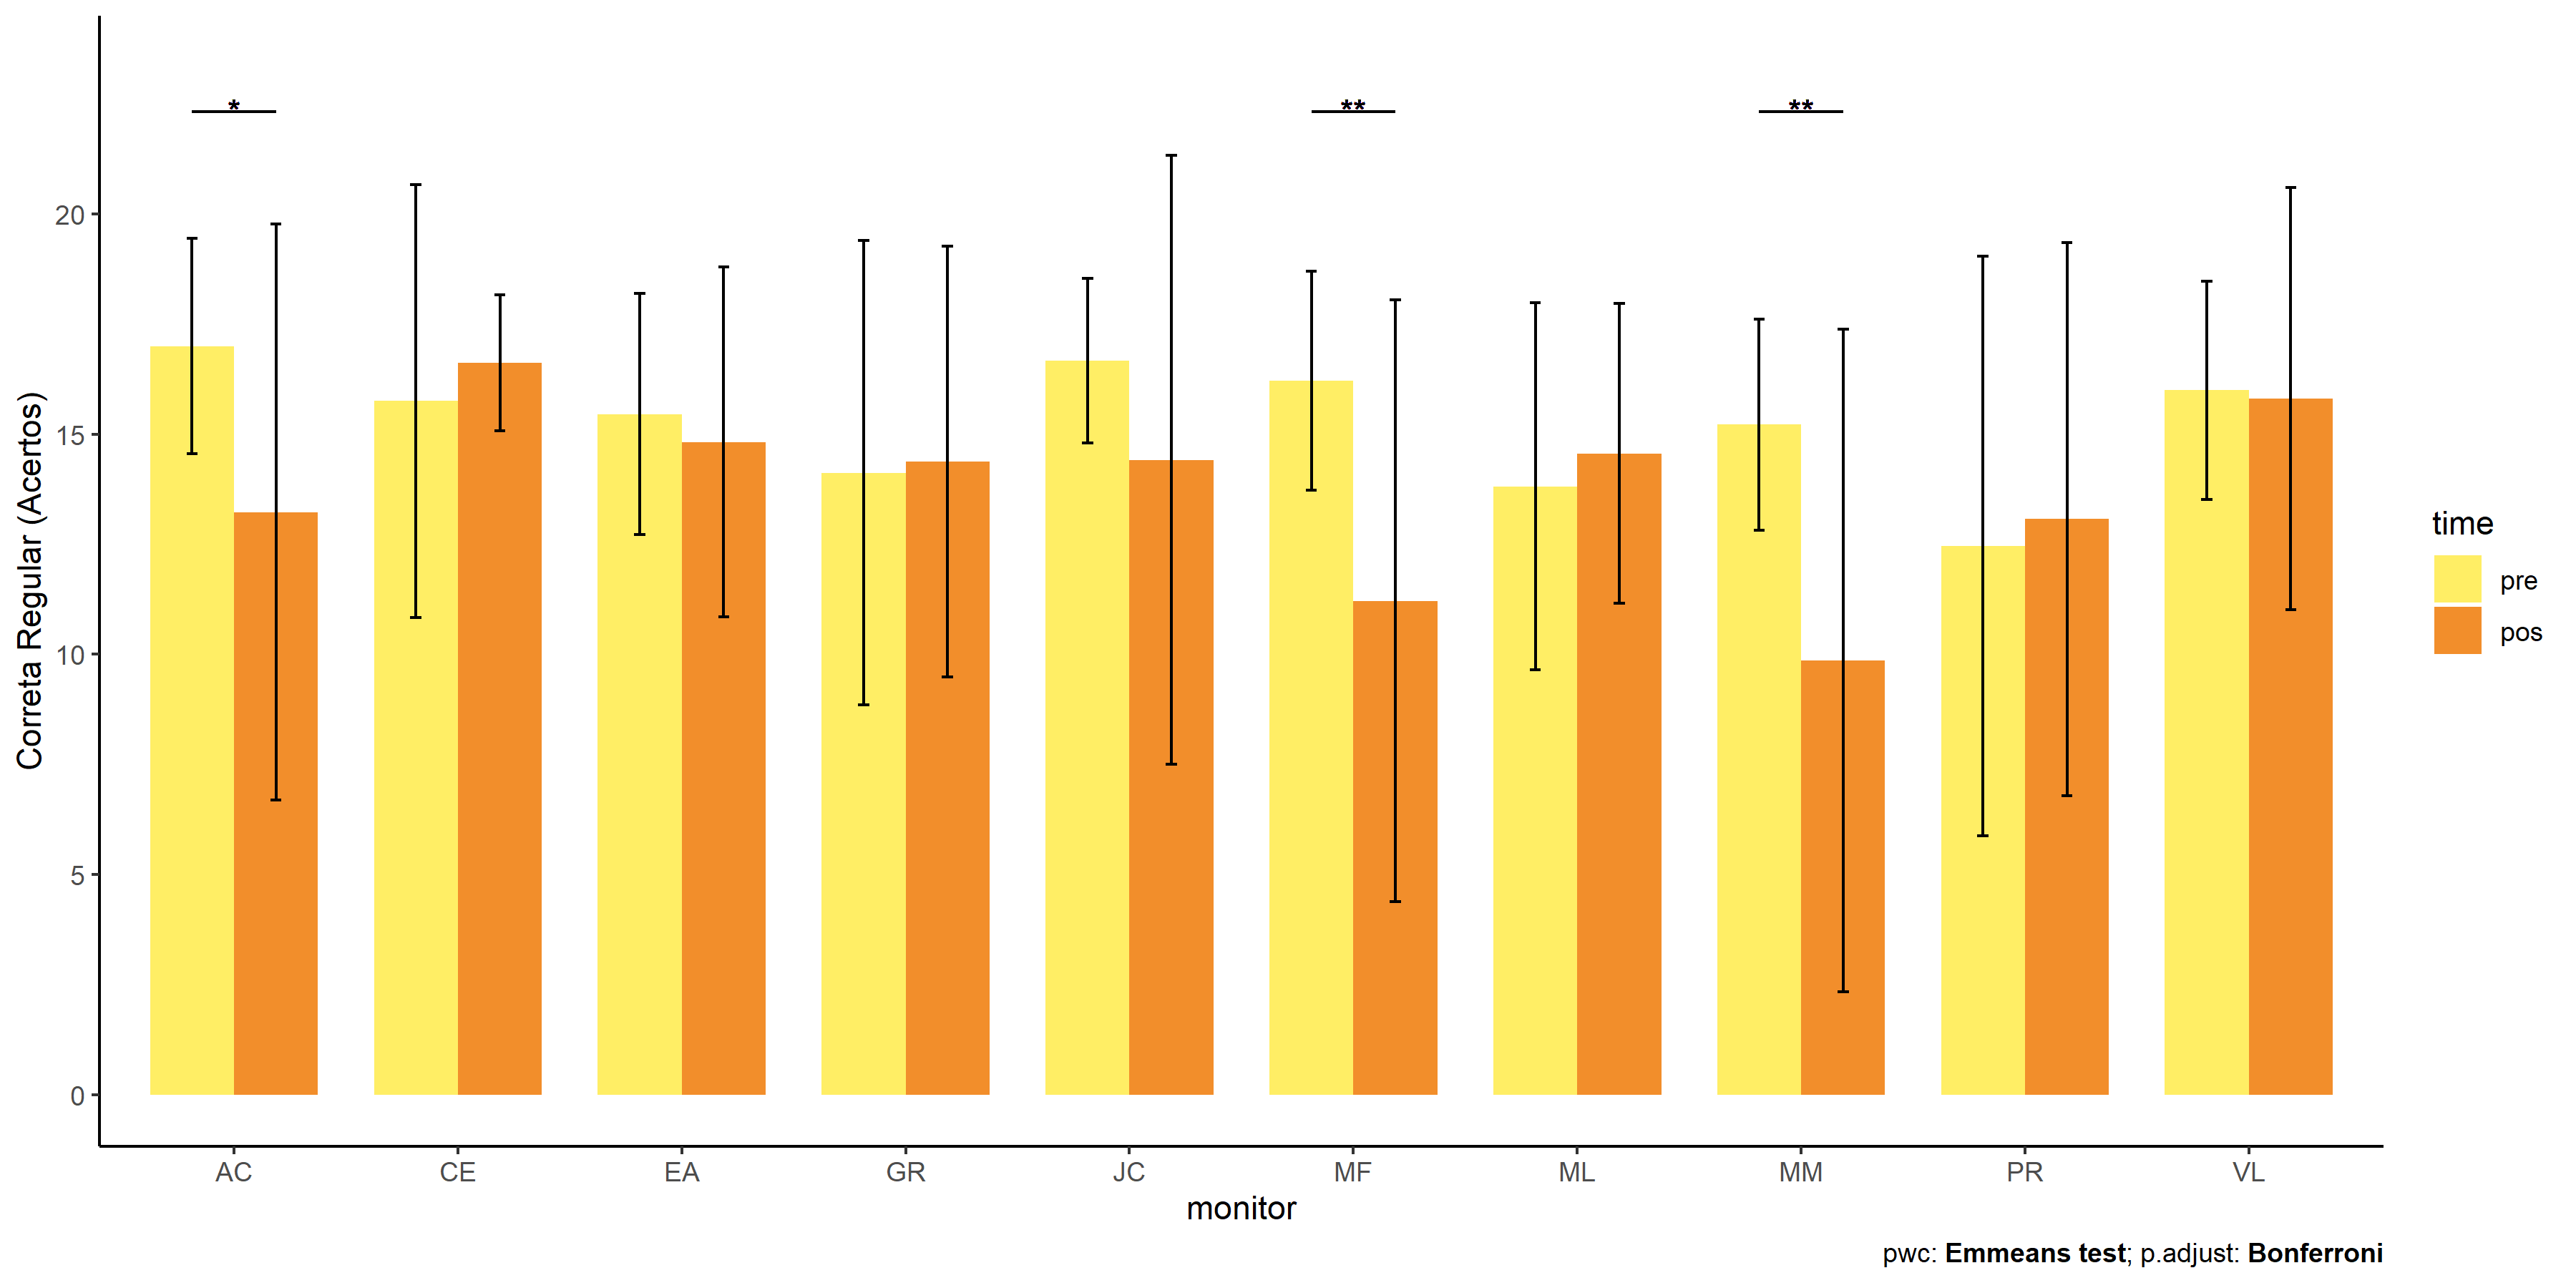 * ** **
20
15
10
5
0
Correta Regular (Acertos)
AC CE EA GR JC MF ML MM PR VL
monitor
time
pre
pos
pwc: Emmeans test; p.adjust: Bonferroni